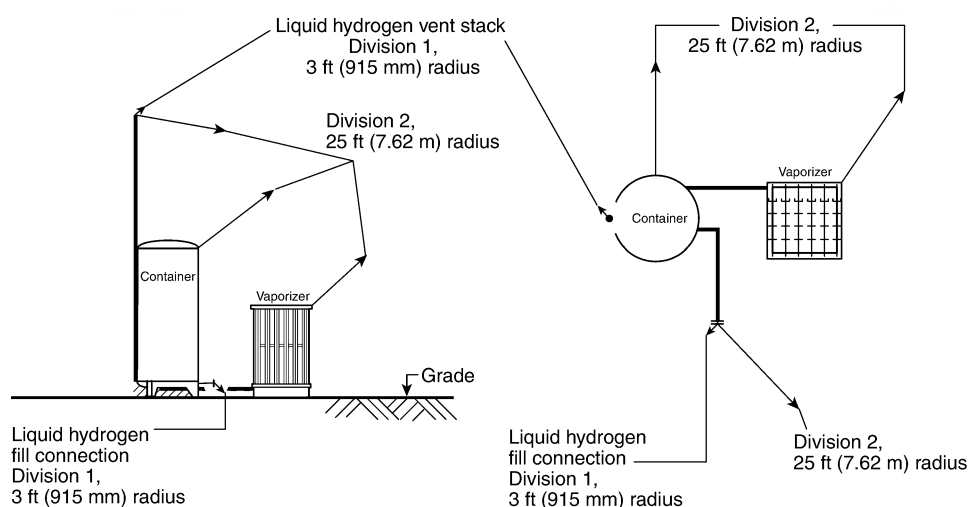 Liquid hydrogen vent stack
Division 1,
3 ft (915 mm) radius
Division 2,
25 ft (7.62 m) radius
Division 2,
25 ft (7.62 m) radius
Container
Vaporizer
Grade
Liquid hydrogen
fill connection
Division 1,
3 ft (915 mm) radius
Vaporizer
Container
Liquid hydrogen
fill connection
Division 1,
3 ft (915 mm) radius
Division 2,
25 ft (7.62 m) radius